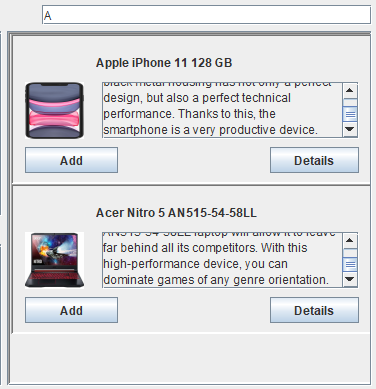 A
Apple iPhone 11 128 GB
black metal housing has not only a perfect
design, but also a perfect technical
performance. Thanks to this, the
smartphone is a very productive device.
Add
Details
Acer Nitro 5 AN515-54-58LL
AN515-54-58LL laptop will allow it to leave
far behind all its competitors. With this
high-performance device, you can
dominate games of any genre orientation.
Add
Details